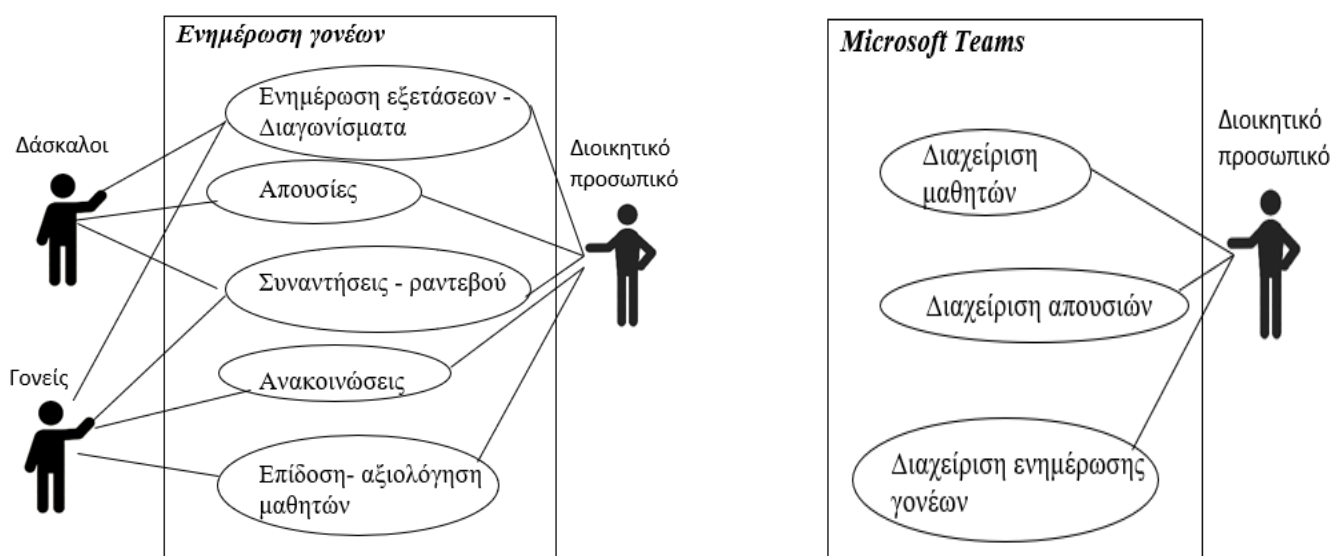 Ενημέρωση γονέων
Ενημέρωση εξετάσεων -
Διαγωνίσματα
Δάσκαλοι
Απουσίες
Διοικητικό
προσωπικό
Συναντήσεις - ραντεβού
Γονείς
Ανακοινώσεις
Επίδοση- αξιολόγηση
μαθητών
Microsoft Teams
Διοικητικό
προσωπικό
Διαχείριση
μαθητών
Διαχείριση απουσιών
Διαχείριση ενημέρωσης
γονέων